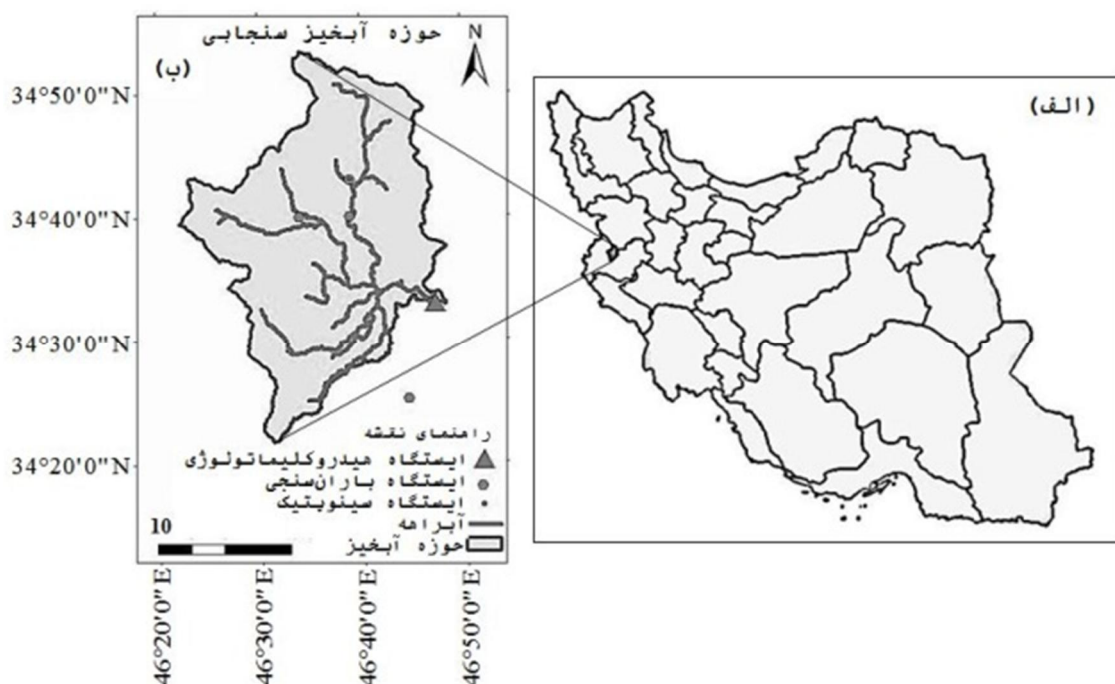 حوزه آبخیز سنجابی
N
(ب)
(الف)
34°50'0"N
34°40'0"N
34°30'0"N
34°20'0"N
راهنمای نقشه
ایستگاه هیدروکلیماتولوژی
ایستگاه باران‌سنجی
ایستگاه سینوپتیک
آبراهه
حوزه آبخیز
10
46°20'0"E
46°30'0"E
46°40'0"E
46°50'0"E